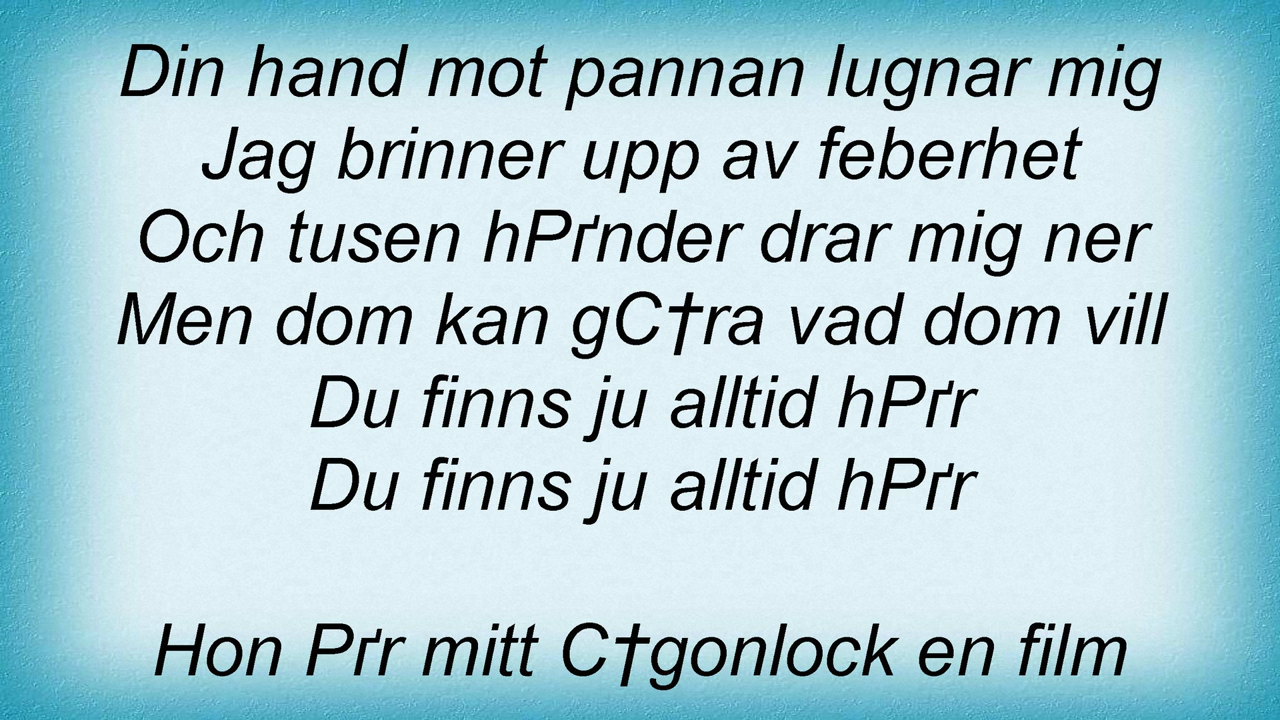 Din hand mot pannan lugnar mig
Jag brinner upp av feberhet
Och tusen hPґnder drar mig ner
Men dom kan gC†ra vad dom vill
Du finns ju alltid hPґr
Du finns ju alltid hPґr
Hon Pґr mitt C†gonlock en film